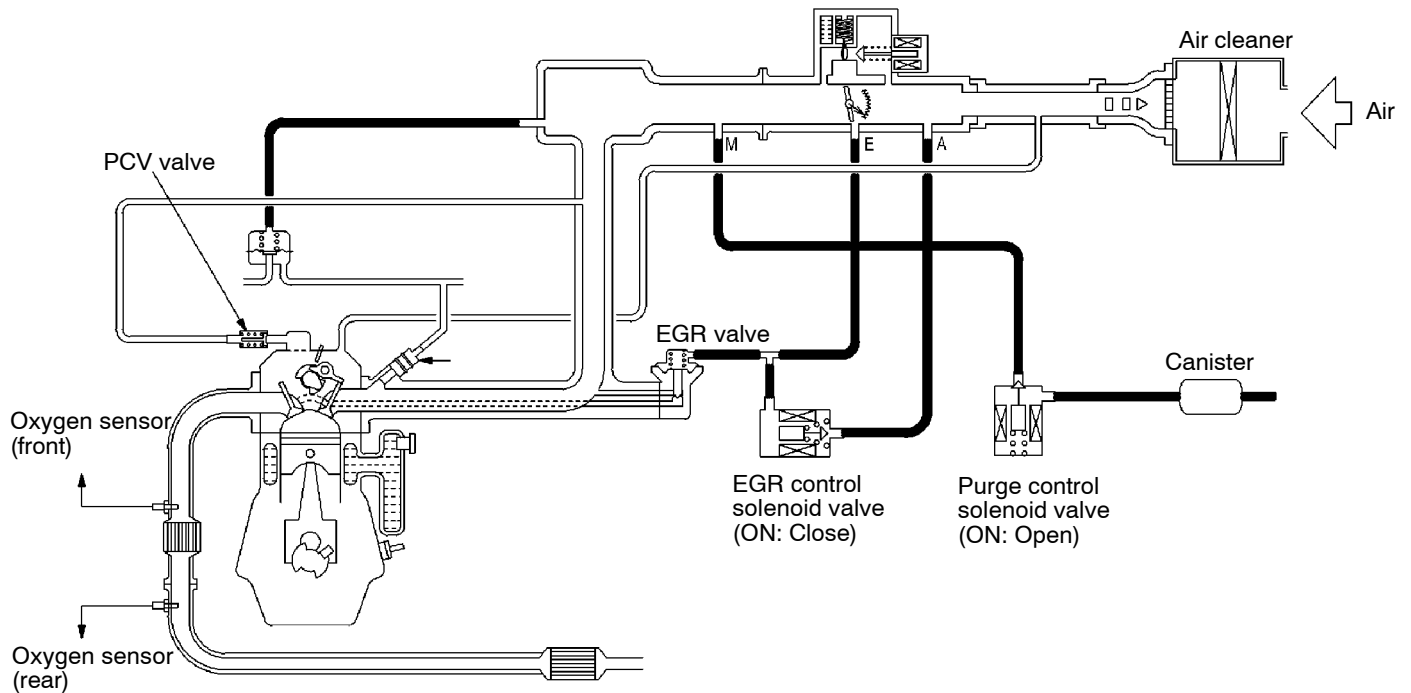 Air cleaner
Air
M
E
A
PCV valve
EGR valve
Canister
Oxygen sensor
(front)
EGR control
solenoid valve
(ON: Close)
Purge control
solenoid valve
(ON: Open)
Oxygen sensor
(rear)